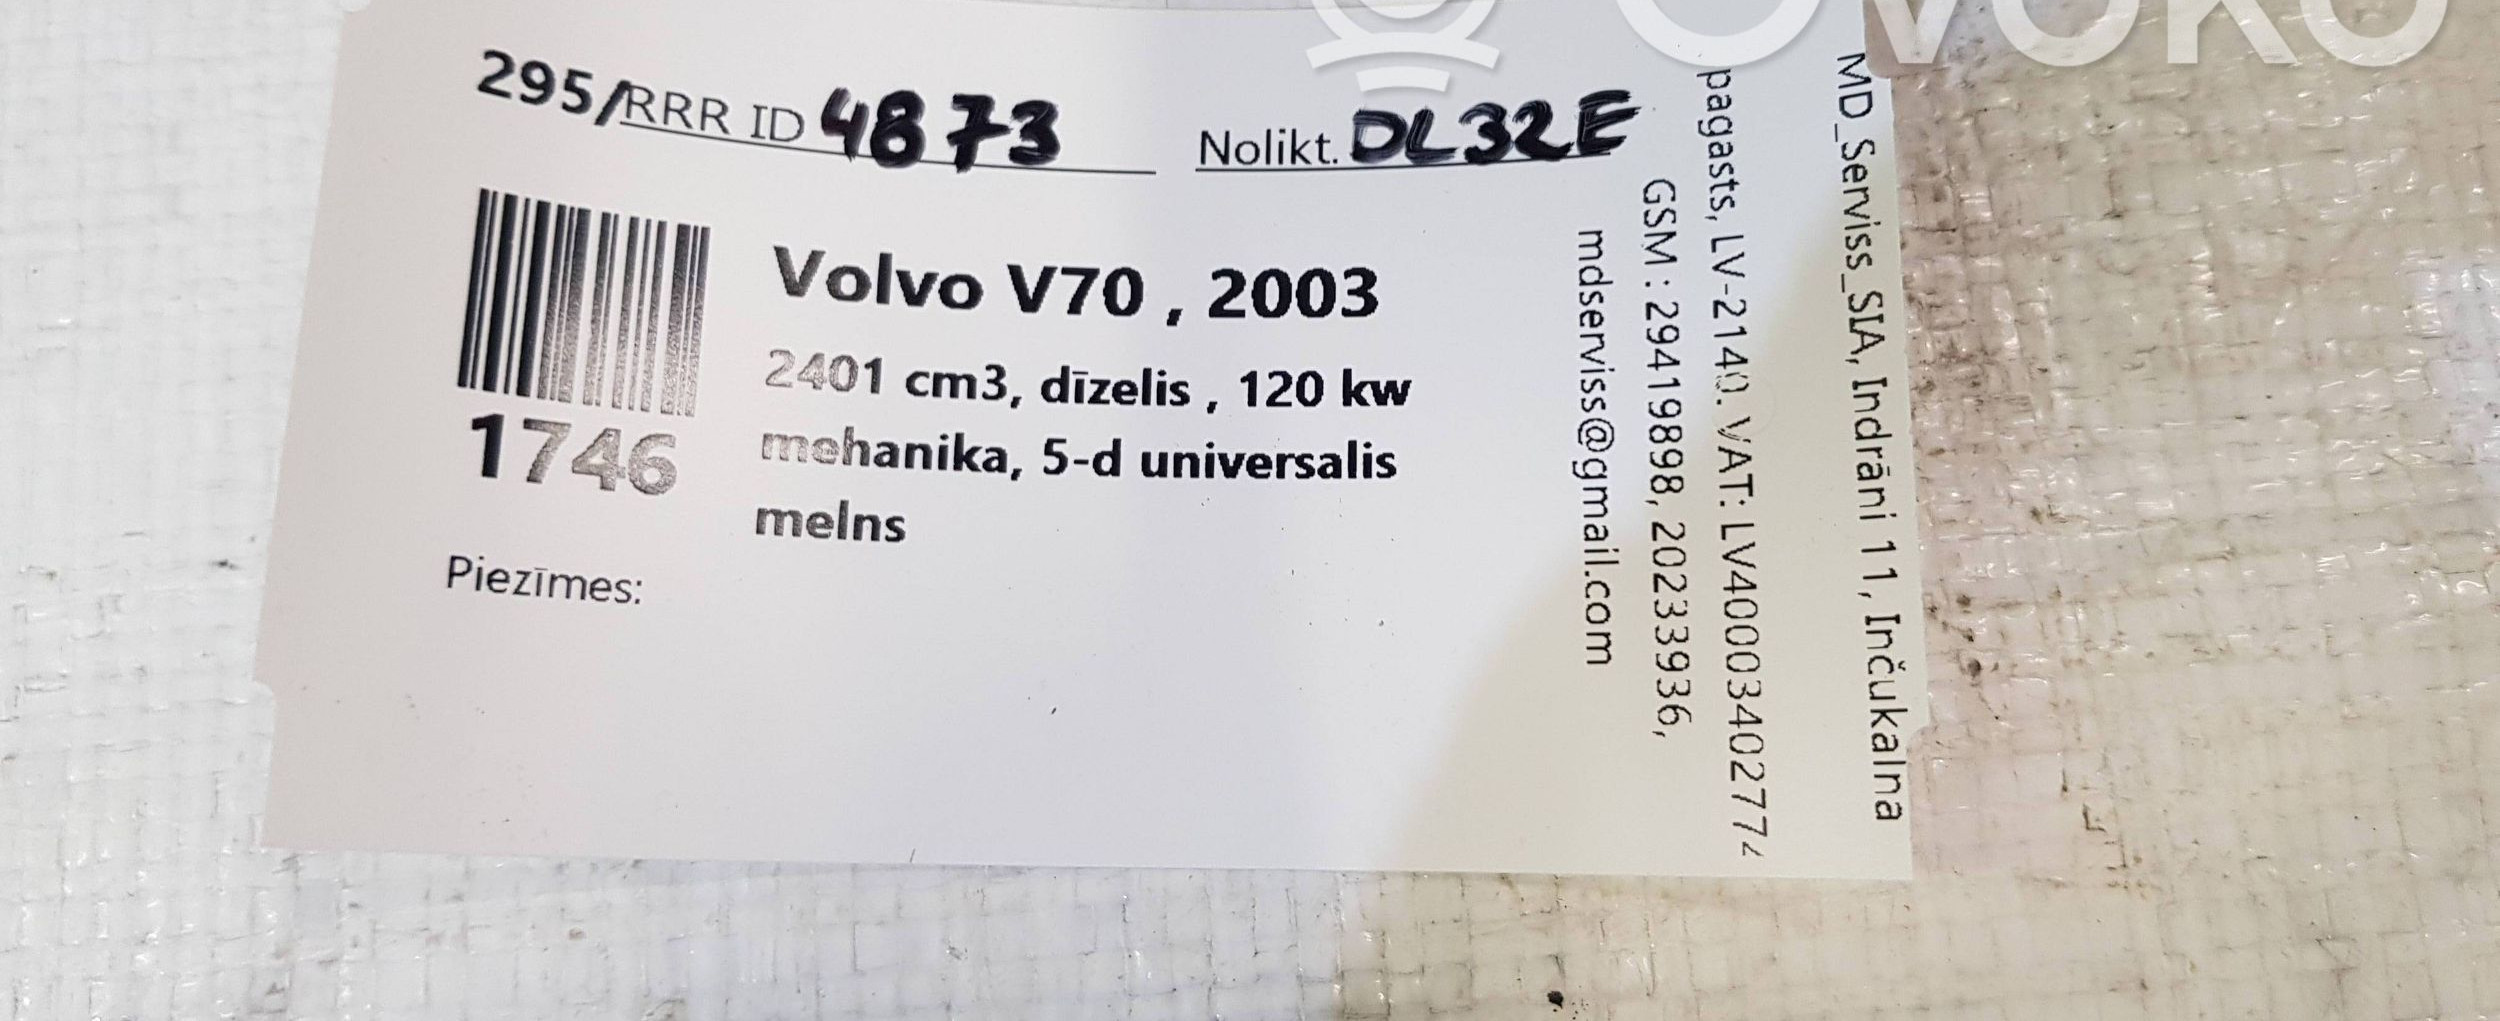 OVOKO
295/RRR ID 4873
Nolikt. DL32E
1746
Volvo V70 , 2003
2401 cm3, dīzelis , 120 kw
mehanika, 5-d universalis
melns
Piezīmes:
MD_Serviss_SIA, Indrāni 11, Inčukalna
pagasts, LV-2140. VAT: LV40003402774
GSM : 29419898, 20233936,
mdserviss@gmail.com